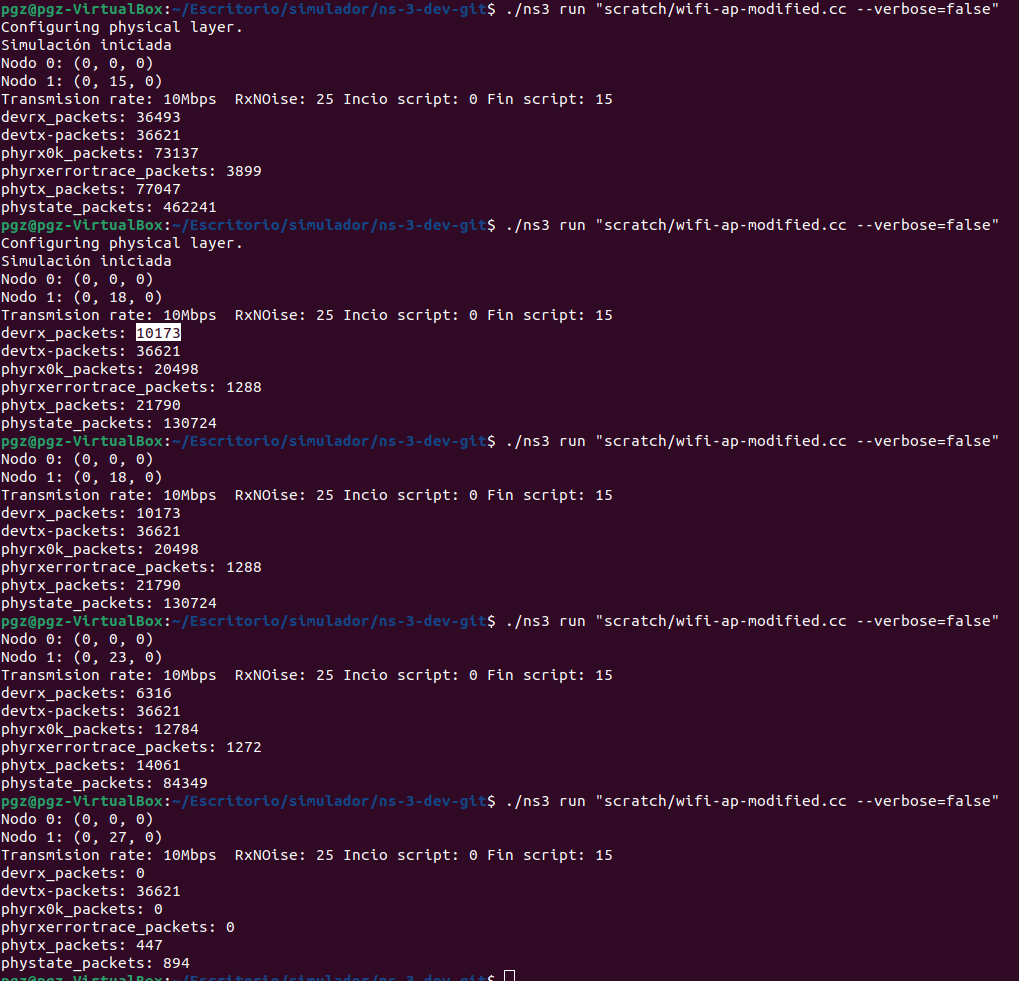 pgz@pgz-VirtualBox:~/Escritorio/simulador/ns-3-dev-git$ ./ns3 run "scratch/wifi-ap-modified.cc --verbose=false"
Configuring physical layer.
Simulación iniciada
Nodo 0: (0, 0, 0)
Nodo 1: (0, 15, 0)
Transmision rate: 10Mbps  RxNOise: 25 Incio script: 0 Fin script: 15
devrx_packets: 36493
devtx-packets: 36621
phyrx0k_packets: 73137
phyrxerrortrace_packets: 3899
phytx_packets: 77047
phystate_packets: 462241
pgz@pgz-VirtualBox:~/Escritorio/simulador/ns-3-dev-git$ ./ns3 run "scratch/wifi-ap-modified.cc --verbose=false"
Configuring physical layer.
Simulación iniciada
Nodo 0: (0, 0, 0)
Nodo 1: (0, 18, 0)
Transmision rate: 10Mbps  RxNOise: 25 Incio script: 0 Fin script: 15
devrx_packets: 10173
devtx-packets: 36621
phyrx0k_packets: 20498
phyrxerrortrace_packets: 1288
phytx_packets: 21790
phystate_packets: 130724
pgz@pgz-VirtualBox:~/Escritorio/simulador/ns-3-dev-git$ ./ns3 run "scratch/wifi-ap-modified.cc --verbose=false"
Nodo 0: (0, 0, 0)
Nodo 1: (0, 18, 0)
Transmision rate: 10Mbps  RxNOise: 25 Incio script: 0 Fin script: 15
devrx_packets: 10173
devtx-packets: 36621
phyrx0k_packets: 20498
phyrxerrortrace_packets: 1288
phytx_packets: 21790
phystate_packets: 130724
pgz@pgz-VirtualBox:~/Escritorio/simulador/ns-3-dev-git$ ./ns3 run "scratch/wifi-ap-modified.cc --verbose=false"
Nodo 0: (0, 0, 0)
Nodo 1: (0, 23, 0)
Transmision rate: 10Mbps  RxNOise: 25 Incio script: 0 Fin script: 15
devrx_packets: 6316
devtx-packets: 36621
phyrx0k_packets: 12784
phyrxerrortrace_packets: 1272
phytx_packets: 14061
phystate_packets: 84349
pgz@pgz-VirtualBox:~/Escritorio/simulador/ns-3-dev-git$ ./ns3 run "scratch/wifi-ap-modified.cc --verbose=false"
Nodo 0: (0, 0, 0)
Nodo 1: (0, 27, 0)
Transmision rate: 10Mbps  RxNOise: 25 Incio script: 0 Fin script: 15
devrx_packets: 0
devtx-packets: 36621
phyrx0k_packets: 0
phyrxerrortrace_packets: 0
phytx_packets: 447
phystate_packets: 894
pgz@pgz-VirtualBox:~/Escritorio/simulador/ns-3-dev-git$